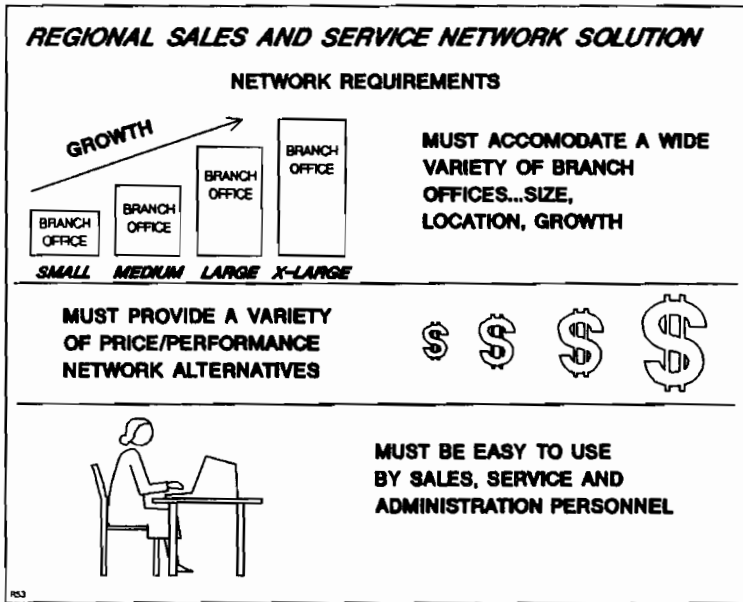 REGIONAL SALES AND SERVICE NETWORK SOLUTION
NETWORK REQUIREMENTS
GROWTH
BRANCH
OFFICE
BRANCH
OFFICE
BRANCH
OFFICE
BRANCH
OFFICE
SMALL MEDIUM LARGE X-LARGE
MUST ACCOMODATE A WIDE
VARIETY OF BRANCH
OFFICES...SIZE,
LOCATION, GROWTH
MUST PROVIDE A VARIETY
OF PRICE/PERFORMANCE
NETWORK ALTERNATIVES
$ $ $ $
MUST BE EASY TO USE
BY SALES, SERVICE AND
ADMINISTRATION PERSONNEL
RS3